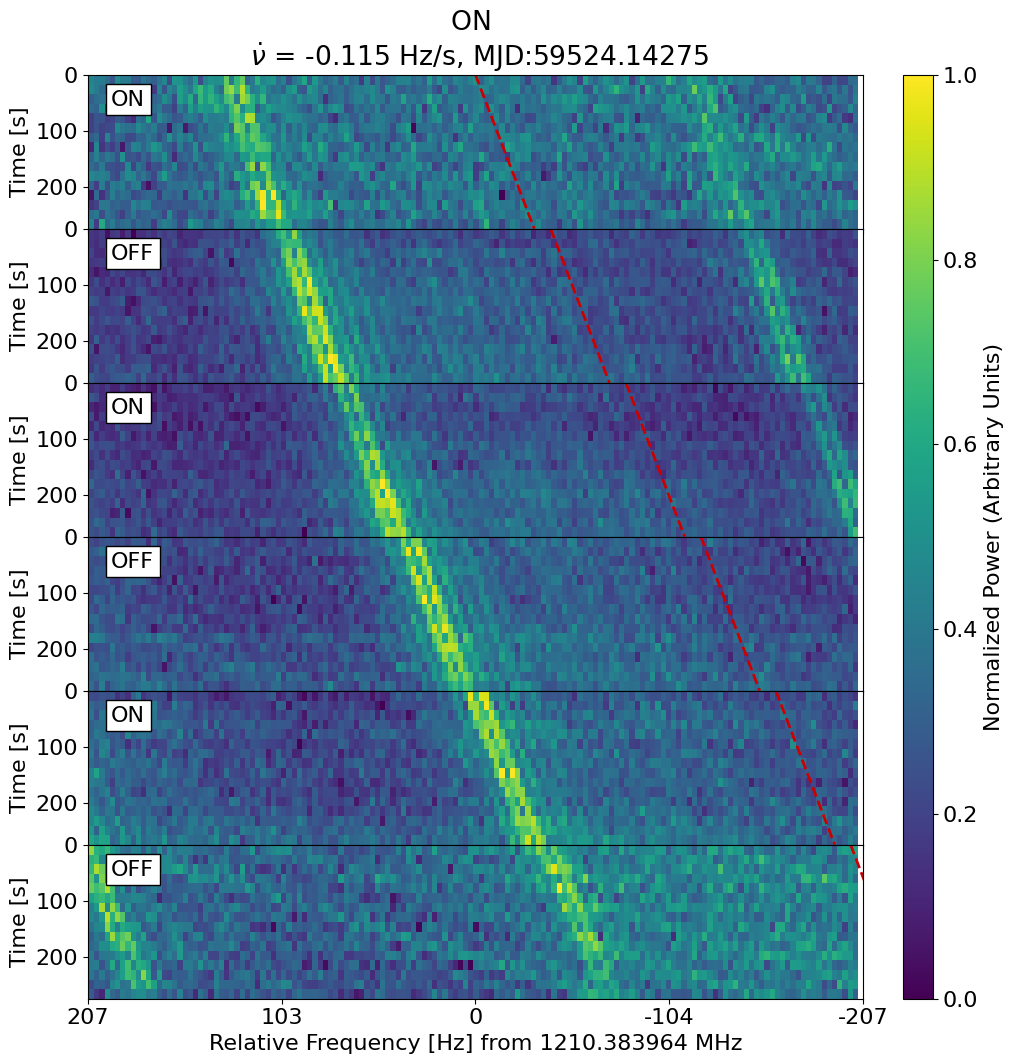 ON
ν̇ = -0.115 Hz/s, MJD:59524.14275
0
100
200
Time [s]
ON
0
100
200
Time [s]
OFF
0
100
200
Time [s]
ON
0
100
200
Time [s]
OFF
0
100
200
Time [s]
ON
0
100
200
Time [s]
OFF
207
103
0
-104
-207
Relative Frequency [Hz] from 1210.383964 MHz
1.0
0.8
0.6
0.4
0.2
0.0
Normalized Power (Arbitrary Units)